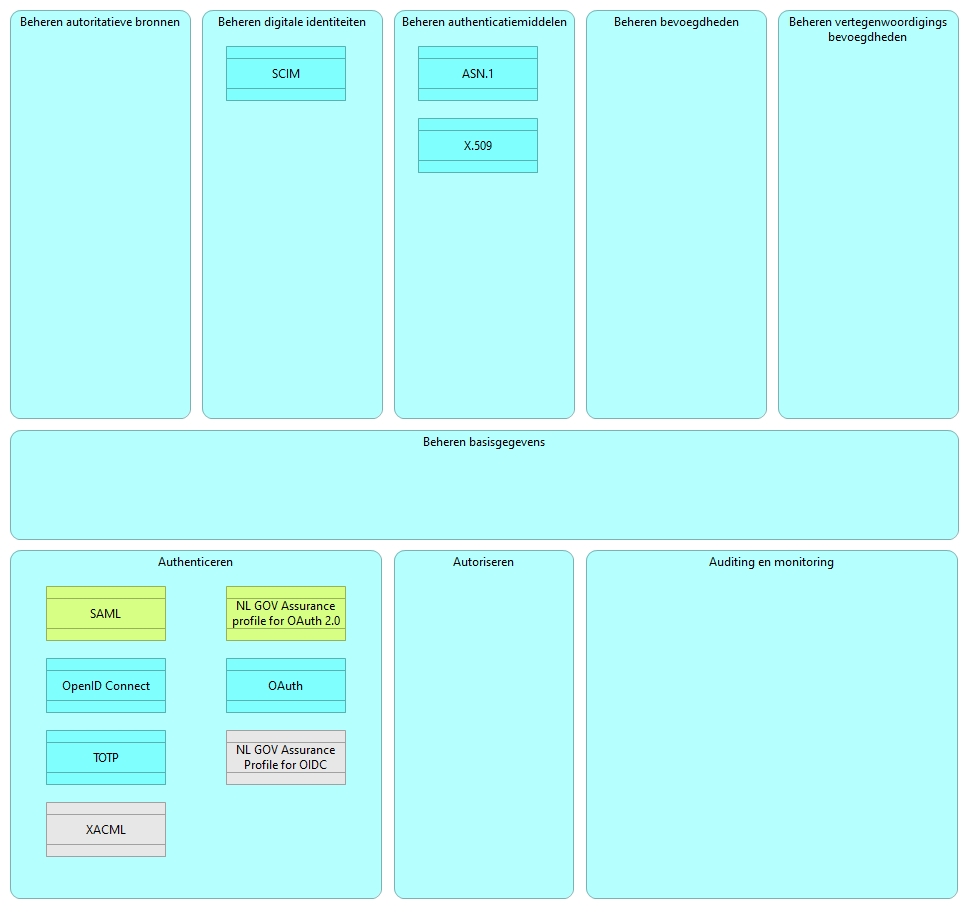 Beheren autoritatieve bronnen
Beheren digitale identiteiten
SCIM
Beheren authenticatiemiddelen
ASN.1
X.509
Beheren bevoegdheden
Beheren vertegenwoordigings
bevoegdheden
Beheren basisgegevens
Authenticeren
SAML
NL GOV Assurance
profile for OAuth 2.0
OpenID Connect
OAuth
TOTP
NL GOV Assurance
Profile for OIDC
XACML
Autoriseren
Auditing en monitoring